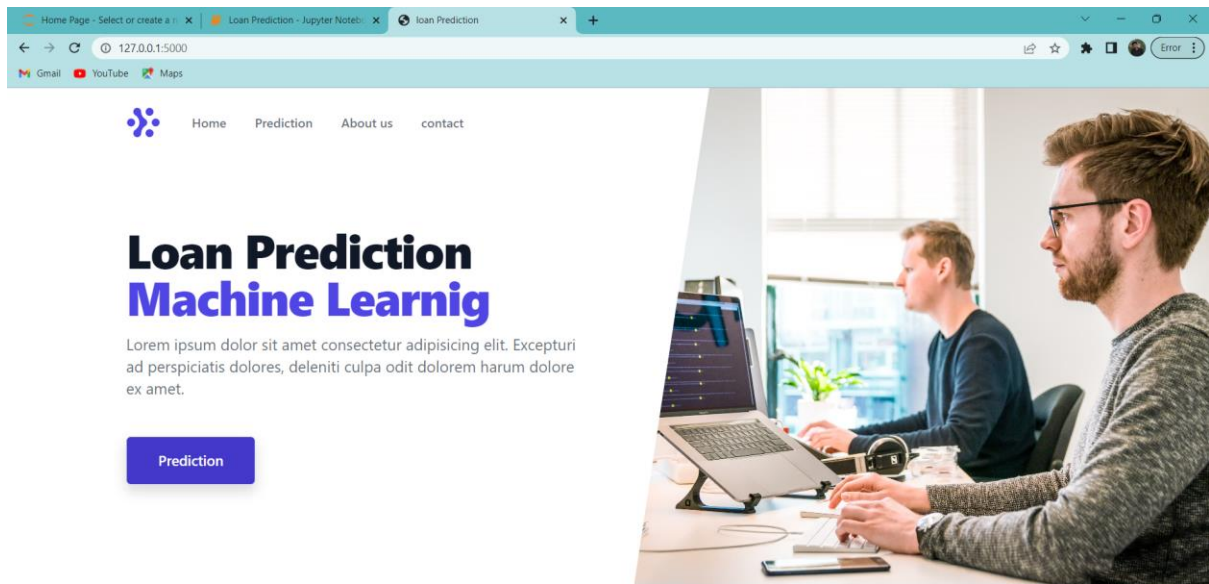 Home Page - Select or create a n
Loan Prediction - Jupyter Notebo
loan Prediction
127.0.0.1:5000
Error
Gmail
YouTube
Maps
Home
Prediction
About us
contact
Loan Prediction
Machine Learnig
Lorem ipsum dolor sit amet consectetur adipisicing elit. Excepturi
ad perspiciatis dolores, deleniti culpa odit dolorem harum dolore
ex amet.
Prediction